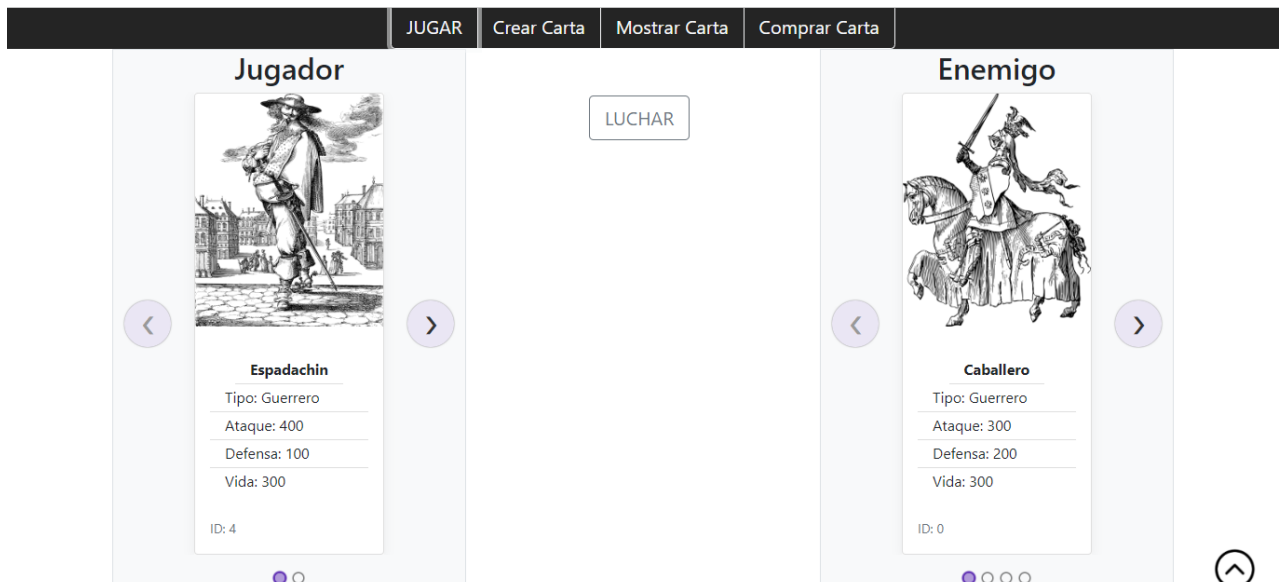 JUGAR Crear Carta Mostrar Carta Comprar Carta
Jugador
Espadachin
Tipo: Guerrero
Ataque: 400
Defensa: 100
Vida: 300
ID: 4
LUCHAR
Enemigo
Caballero
Tipo: Guerrero
Ataque: 300
Defensa: 200
Vida: 300
ID: 0